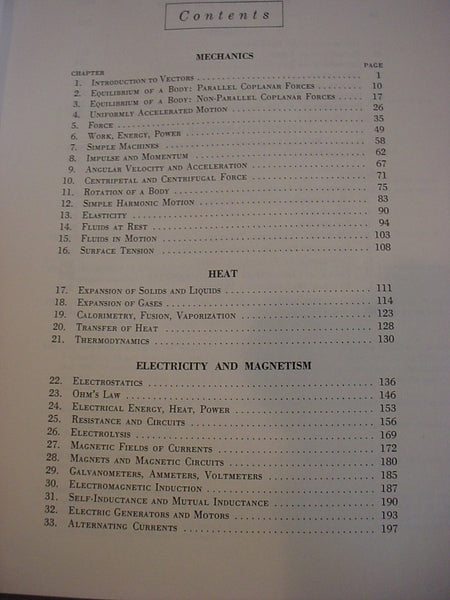 Contents
MECHANICS
CHAPTER PAGE
1. Introduction to Vectors 1
2. Equilibrium of a Body: Parallel Coplanar Forces 10
3. Equilibrium of a Body: Non-Parallel Coplanar Forces 17
4. Uniformly Accelerated Motion 26
5. Force 35
6. Work, Energy, Power 49
7. Simple Machines 58
8. Impulse and Momentum 62
9. Angular Velocity and Acceleration 67
10. Centripetal and Centrifugal Force 71
11. Rotation of a Body 75
12. Simple Harmonic Motion 83
13. Elasticity 90
14. Fluids at Rest 94
15. Fluids in Motion 103
16. Surface Tension 108
HEAT
17. Expansion of Solids and Liquids 111
18. Expansion of Gases 114
19. Calorimetry, Fusion, Vaporization 123
20. Transfer of Heat 128
21. Thermodynamics 130
ELECTRICITY AND MAGNETISM
22. Electrostatics 136
23. Ohm's Law 146
24. Electrical Energy, Heat, Power 153
25. Resistance and Circuits 156
26. Electrolysis 169
27. Magnetic Fields of Currents 172
28. Magnets and Magnetic Circuits 180
29. Galvanometers, Ammeters, Voltmeters 185
30. Electromagnetic Induction 187
31. Self-Inductance and Mutual Inductance 190
32. Electric Generators and Motors 193
33. Alternating Currents 197